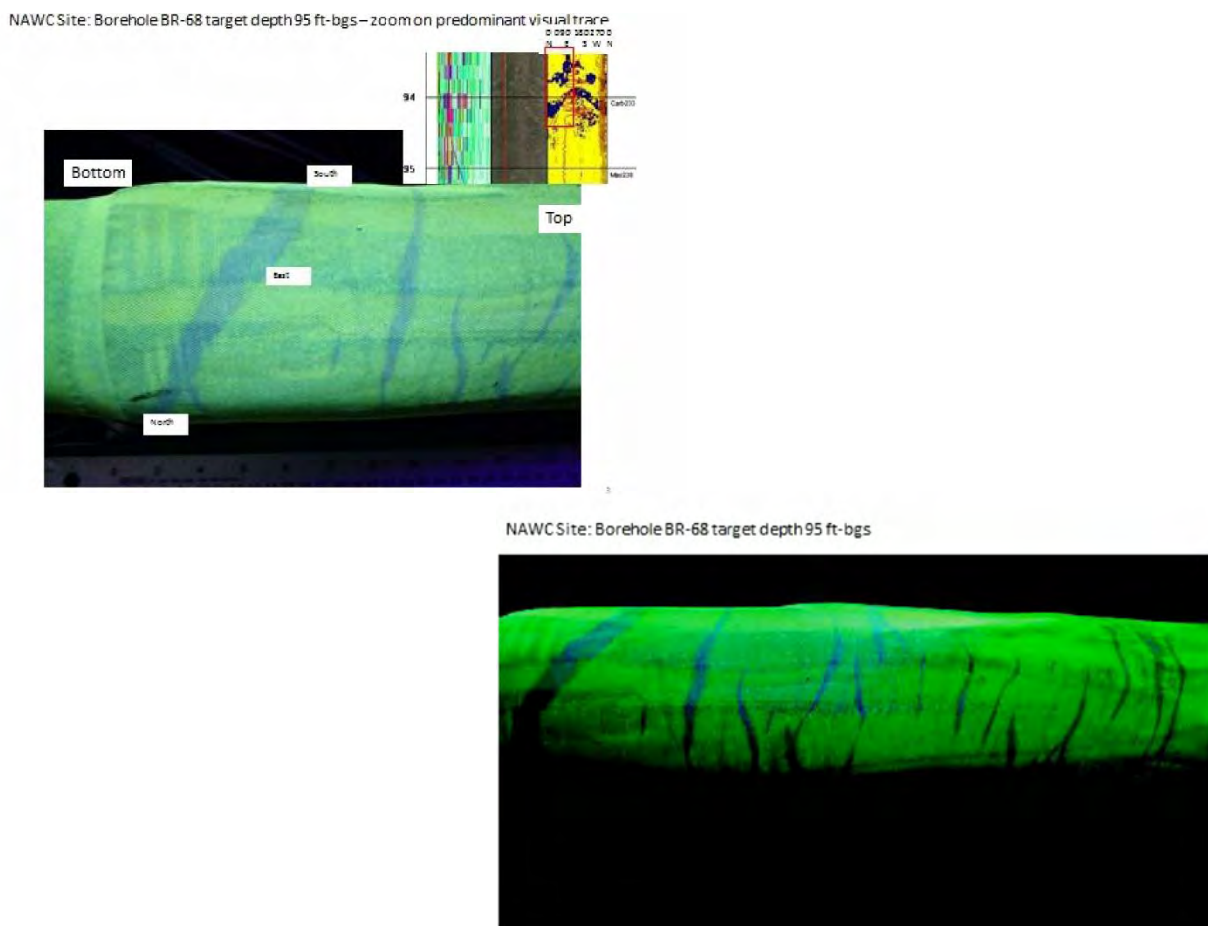 NAWC Site: Borehole BR-68 target depth 95 ft-bgs – zoom on predominant visual trace
N E S W N
94
95
Bottom
South
Top
East
North
3
NAWC Site: Borehole BR-68 target depth 95 ft-bgs